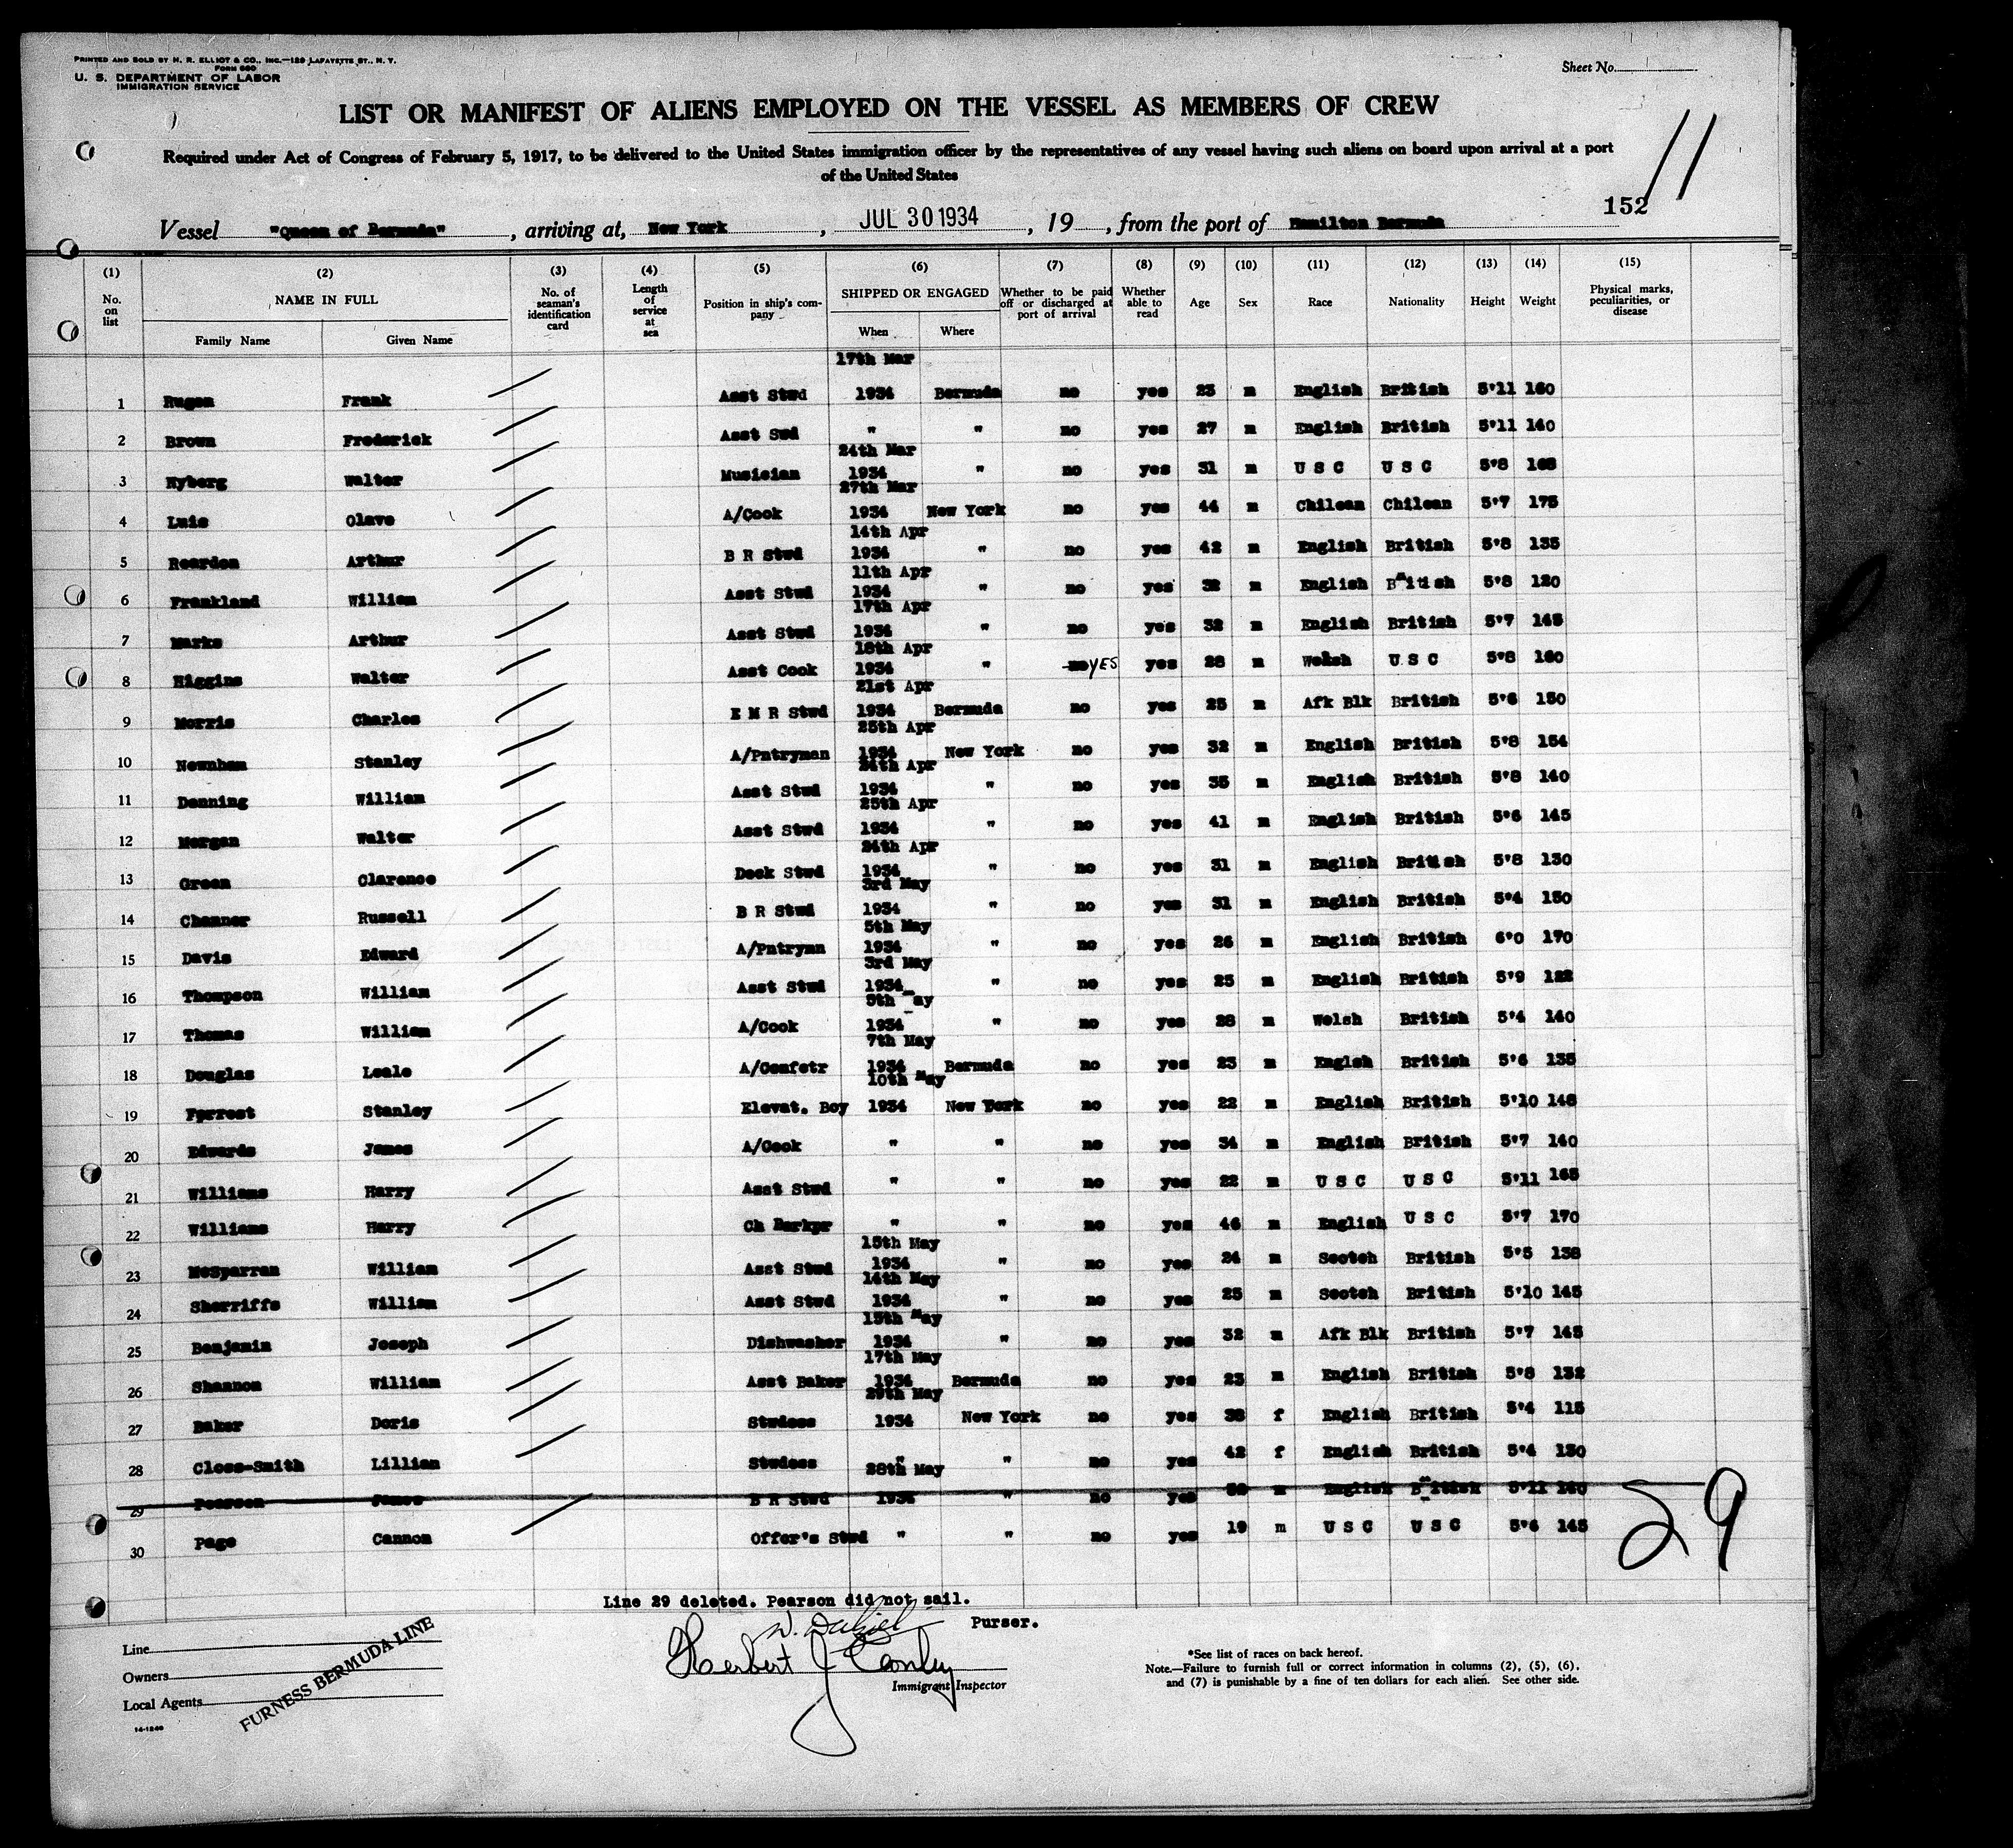 PRINTED AND SOLD BY H. R. ELLIOT & CO., INC.—129 LAFAYETTE ST., N. Y.
FORM 680
U. S. DEPARTMENT OF LABOR
IMMIGRATION SERVICE
Sheet No.
LIST OR MANIFEST OF ALIENS EMPLOYED ON THE VESSEL AS MEMBERS OF CREW
Required under Act of Congress of February 5, 1917, to be delivered to the United States immigration officer by the representatives of any vessel having such aliens on board upon arrival at a port
of the United States
11
152
Vessel "Queen of Bermuda", arriving at, New York, JUL 30 1934, 19 , from the port of Hamilton Bermuda
(1) (2) (3) (4) (5) (6) (7) (8) (9) (10) (11) (12) (13) (14) (15)
No. on list NAME IN FULL Family Name Given Name No. of seaman's identification card Length of service at sea Position in ship's company SHIPPED OR ENGAGED When Where Whether to be paid off or discharged at port of arrival Whether able to read Age Sex Race Nationality Height Weight Physical marks, peculiarities, or disease
17th Mar
1 Rugen Frank Asst Stwd 1934 Bermuda no yes 23 m English British 5'11 160
2 Brown Frederick Asst Swd " " no yes 27 m English British 5'11 140
24th Mar
3 Nyberg Walter Musician 1934 " no yes 31 m U S C U S C 5'8 165
27th Mar
4 Luis Olave A/Cook 1934 New York no yes 44 m Chilean Chilean 5'7 175
14th Apr
5 Reardon Arthur B R Stwd 1934 " no yes 42 m English British 5'8 135
11th Apr
6 Frankland William Asst Stwd 1934 " no yes 32 m English British 5'8 120
17th Apr
7 Marks Arthur Asst Stwd 1934 " no yes 32 m English British 5'7 145
18th Apr
8 Higgins Walter Asst Cook 1934 " no YES yes 28 m Welsh U S C 5'8 160
21st Apr
9 Morris Charles E M R Stwd 1934 Bermuda no yes 25 m Afk Blk British 5'6 150
25th Apr
10 Newnham Stanley A/Pntryman 1934 New York no yes 32 m English British 5'8 154
24th Apr
11 Denning William Asst Stwd 1934 " no yes 35 m English British 5'8 140
25th Apr
12 Morgan Walter Asst Stwd 1934 " no yes 41 m English British 5'6 145
24th Apr
13 Green Clarence Deck Stwd 1934 " no yes 31 m English British 5'8 130
3rd May
14 Channer Russell B R Stwd 1934 " no yes 31 m English British 5'4 150
5th May
15 Davis Edward A/Pntrymn 1934 " no yes 26 m English British 6'0 170
3rd May
16 Thompson William Asst Stwd 1934 " no yes 25 m English British 5'9 122
5th May
17 Thomas William A/Cook 1934 " no yes 28 m Welsh British 5'4 140
7th May
18 Douglas Leale A/Confctr 1934 Bermuda no yes 23 m Englsh British 5'6 135
10th May
19 Forrest Stanley Elevat. Boy 1934 New York no yes 22 m English British 5'10 148
20 Edwards James A/Cook " " no yes 34 m English British 5'7 140
21 Williams Harry Asst Stwd " " no yes 22 m U S C U S C 5'11 165
22 Williams Harry Ch Barkpr " " no yes 46 m English U S C 5'7 170
15th May
23 McSparran William Asst Stwd 1934 " no yes 24 m Scotch British 5'5 138
14th May
24 Sherriffs William Asst Stwd 1934 " no yes 25 m Scotch British 5'10 145
15th May
25 Benjamin Joseph Dishwasher 1934 " no yes 32 m Afk Blk British 5'7 145
17th May
26 Shannon William Asst Baker 1934 Bermuda no yes 23 m English British 5'8 132
29th May
27 Baker Doris Stwdess 1934 New York no yes 38 f English British 5'4 115
28 Closs-Smith Lillian Stwdess " " no yes 42 f English British 5'4 130
28th May
29 Pearson James B R Stwd 1934 " no yes m English British 5'11 160
30 Page Cannon Offcr's Stwd " " no yes 19 m U S C U S C 5'6 145
29
Line 29 deleted. Pearson did not sail.
W. Dalziel Purser.
Herbert J Conley
Immigrant Inspector
Line
Owners
Local Agents
FURNESS BERMUDA LINE
14-1240
*See list of races on back hereof.
Note.—Failure to furnish full or correct information in columns (2), (5), (6),
and (7) is punishable by a fine of ten dollars for each alien. See other side.